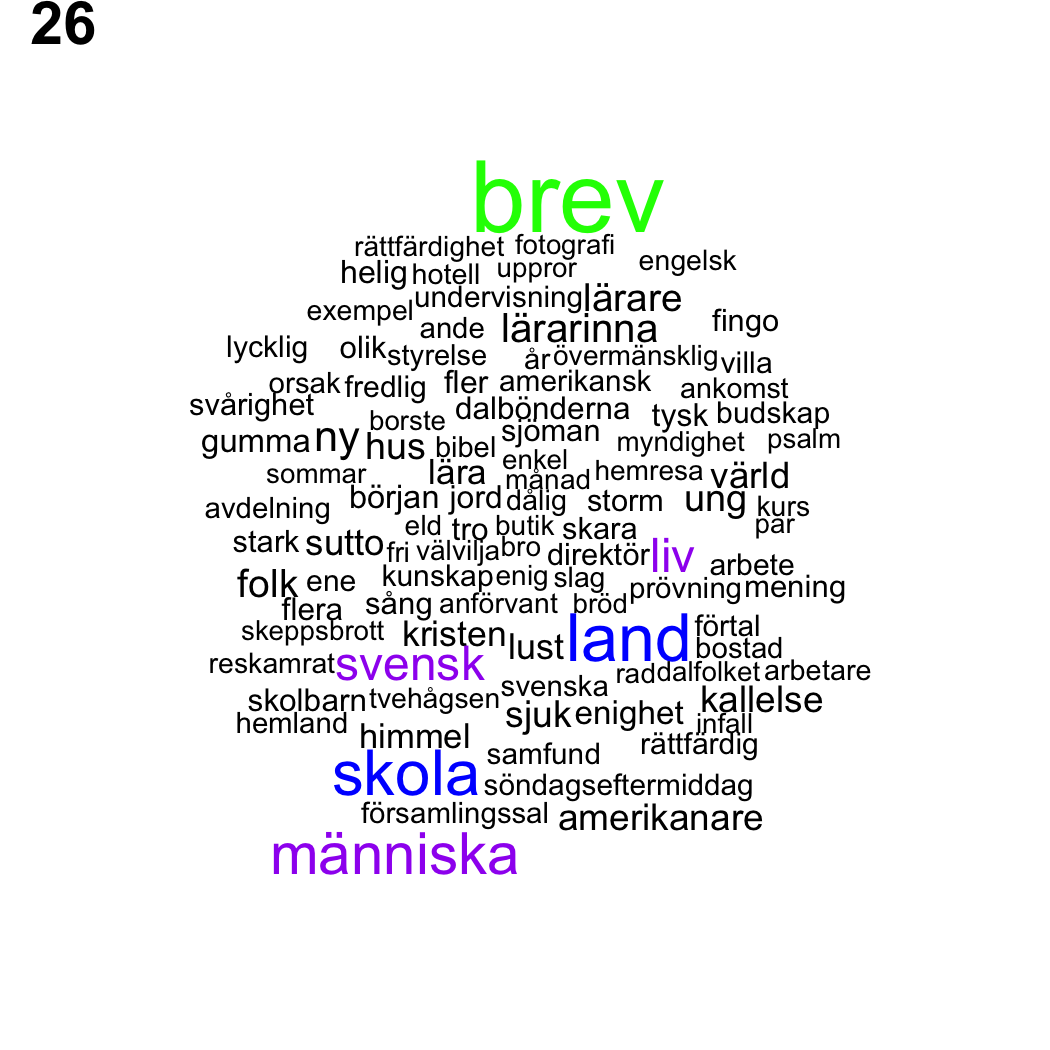 26
brev
rättfärdighet fotografi engelsk
helig hotell uppror
exempel undervisning lärare
ande lärarinna fingo
lycklig olik styrelse år övermänsklig villa
orsak fredlig fler amerikansk ankomst
svårighet borste dalbönderna tysk budskap
gumma ny hus bibel sjöman myndighet psalm
sommar lära enkel månad hemresa värld
avdelning början jord dålig storm ung kurs
eld tro butik skara par
stark sutto fri välvilja bro direktör liv arbete
folk ene kunskap enig slag prövning mening
flera sång anförvant bröd
skeppsbrott kristen lust land förtal
bostad
reskamrat svensk svenska rad dalfolket arbetare
skolbarn tvehågsen kallelse
hemland sjuk enighet infall
himmel samfund rättfärdig
skola söndagseftermiddag
församlingssal amerikanare
människa